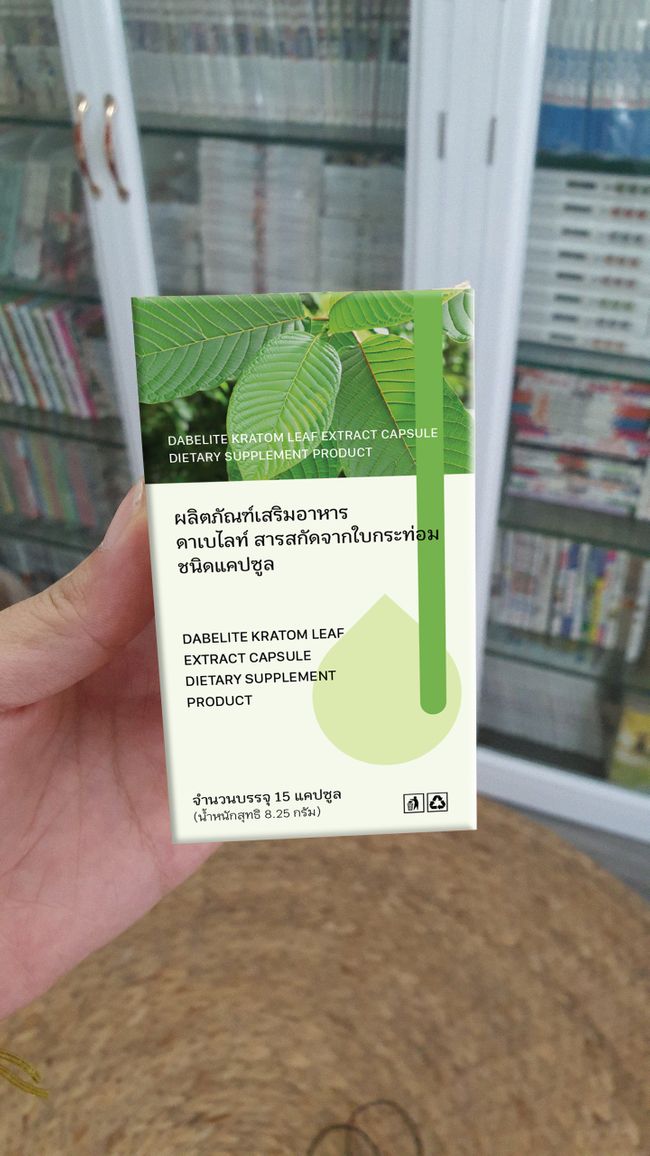 DABELITE KRATOM LEAF EXTRACT CAPSULE
DIETARY SUPPLEMENT PRODUCT
ผลิตภัณฑ์เสริมอาหาร
ดาเบไลท์ สารสกัดจากใบกระท่อม
ชนิดแคปซูล
DABELITE KRATOM LEAF
EXTRACT CAPSULE
DIETARY SUPPLEMENT
PRODUCT
จำนวนบรรจุ 15 แคปซูล
(น้ำหนักสุทธิ 8.25 กรัม)